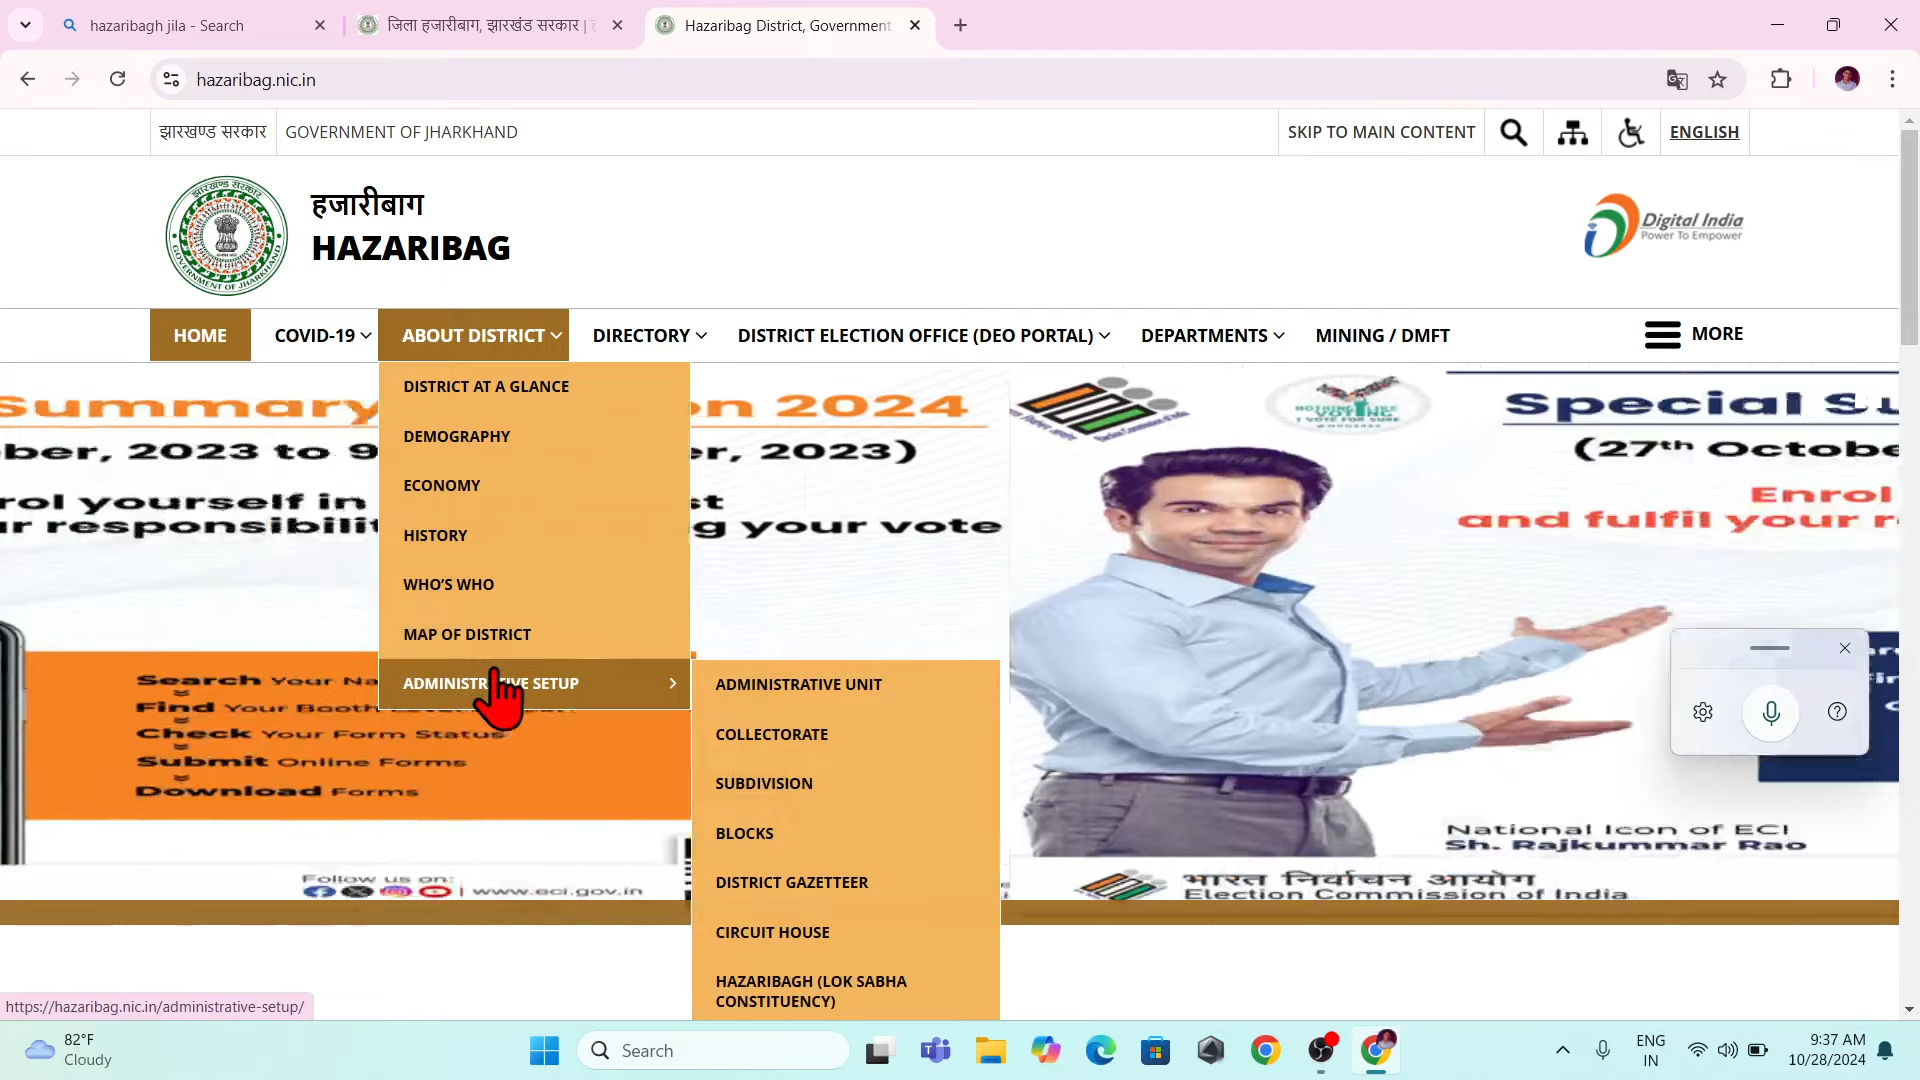 hazaribagh jila - Search
जिला हजारीबाग, झारखंड सरकार |
Hazaribag District, Government
hazaribag.nic.in
झारखण्ड सरकार
GOVERNMENT OF JHARKHAND
SKIP TO MAIN CONTENT
ENGLISH
हजारीबाग
HAZARIBAG
Digital India
Power To Empower
HOME
COVID-19
ABOUT DISTRICT
DIRECTORY
DISTRICT ELECTION OFFICE (DEO PORTAL)
DEPARTMENTS
MINING / DMFT
MORE
DISTRICT AT A GLANCE
DEMOGRAPHY
ECONOMY
HISTORY
WHO'S WHO
MAP OF DISTRICT
ADMINISTRATIVE SETUP
ADMINISTRATIVE UNIT
COLLECTORATE
SUBDIVISION
BLOCKS
DISTRICT GAZETTEER
CIRCUIT HOUSE
HAZARIBAGH (LOK SABHA
CONSTITUENCY)
Summary
n 2024
ber, 2023 to 9
r, 2023)
rol yourself in
st
ur responsibilit
g your vote
Search Your Na
Find Your Booth
Check Your Form Status
Submit Online Forms
Download Forms
Follow us on:
www.eci.gov.in
Special Su
(27th Octobe
Enrol
and fulfil your r
National Icon of ECI
Sh. Rajkummar Rao
भारत निर्वाचन आयोग
Election Commission of India
https://hazaribag.nic.in/administrative-setup/
82°F
Cloudy
Search
ENG
IN
9:37 AM
10/28/2024